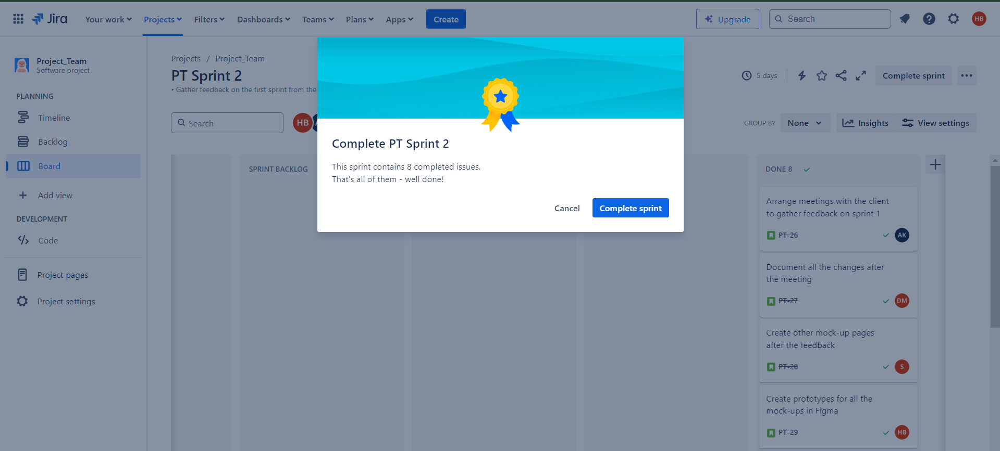 Jira
Your work
Projects
Filters
Dashboards
Teams
Plans
Apps
Create
Upgrade
Search
HB
Project_Team
Software project
PLANNING
Timeline
Backlog
Board
Add view
DEVELOPMENT
Code
Project pages
Project settings
Projects / Project_Team
PT Sprint 2
• Gather feedback on the first sprint from the
5 days
Complete sprint
Search
HB
GROUP BY
None
Insights
View settings
SPRINT BACKLOG
Complete PT Sprint 2
This sprint contains 8 completed issues.
That's all of them - well done!
Cancel
Complete sprint
DONE 8
Arrange meetings with the client
to gather feedback on sprint 1
PT-26
AK
Document all the changes after
the meeting
PT-27
DM
Create other mock-up pages
after the feedback
PT-28
S
Create prototypes for all the
mock-ups in Figma
PT-29
HB